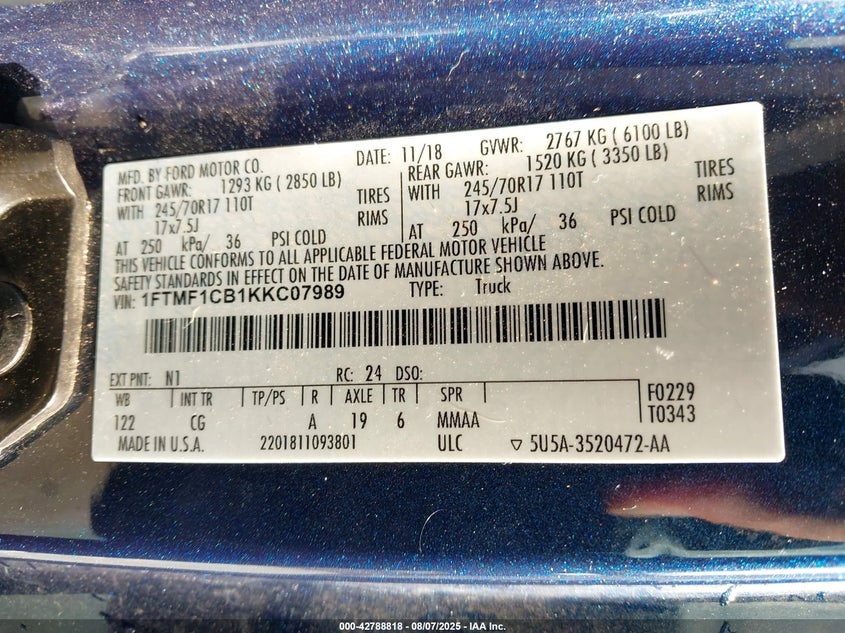 MFD. BY FORD MOTOR CO. DATE: 11/18 GVWR: 2767 KG ( 6100 LB)
FRONT GAWR: 1293 KG ( 2850 LB) REAR GAWR: 1520 KG ( 3350 LB)
WITH 245/70R17 110T TIRES WITH 245/70R17 110T TIRES
17x7.5J RIMS 17x7.5J RIMS
AT 250 kPa/ 36 PSI COLD AT 250 kPa/ 36 PSI COLD
THIS VEHICLE CONFORMS TO ALL APPLICABLE FEDERAL MOTOR VEHICLE
SAFETY STANDARDS IN EFFECT ON THE DATE OF MANUFACTURE SHOWN ABOVE.
VIN: 1FTMF1CB1KKC07989 TYPE: Truck
EXT PNT: N1 RC: 24 DSO:
WB INT TR TP/PS R AXLE TR SPR F0229
122 CG A 19 6 MMAA T0343
MADE IN U.S.A. 2201811093801 ULC ▽ 5U5A-3520472-AA
000-42788818 - 08/07/2025 - IAA Inc.